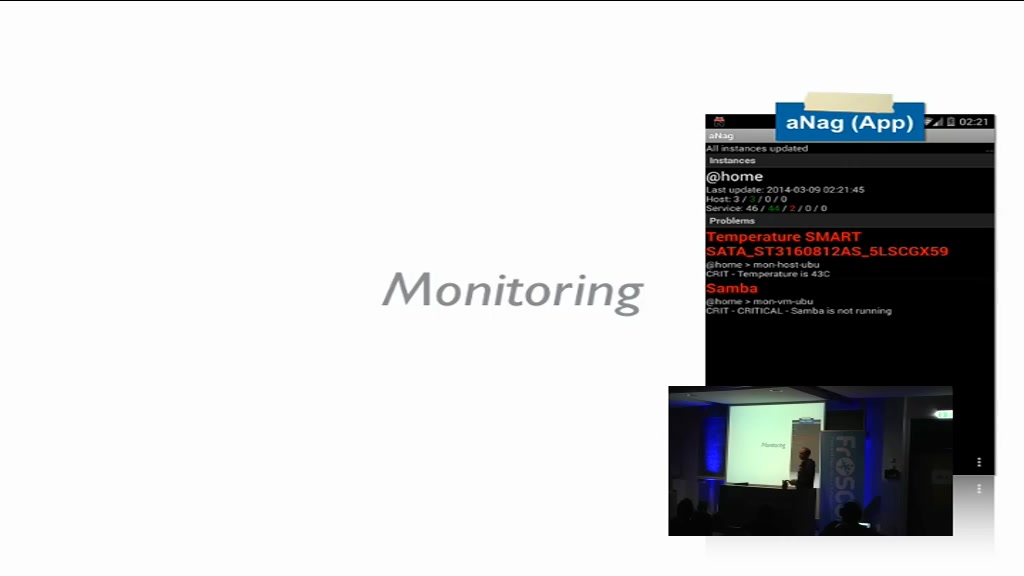 Monitoring
aNag (App)
02:21
aNag
All instances updated
...
Instances
@home
Last update: 2014-03-09 02:21:45
Host: 3 / 3 / 0 / 0
Service: 46 / 44 / 2 / 0 / 0
Problems
Temperature SMART
SATA_ST3160812AS_5LSCGX59
@home > mon-host-ubu
CRIT - Temperature is 43C
Samba
@home > mon-vm-ubu
CRIT - CRITICAL - Samba is not running
Monitoring
FrOSCo